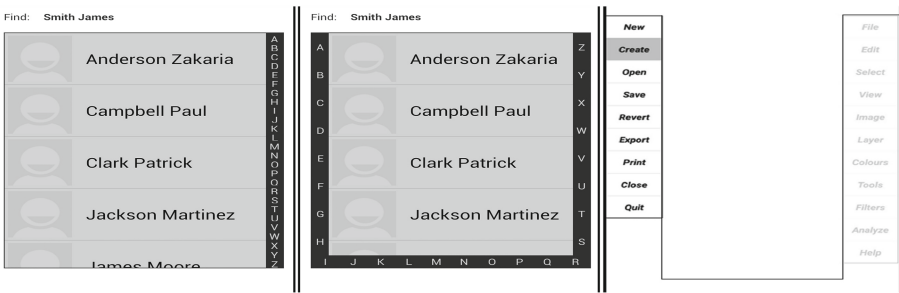 Find: Smith James
Anderson Zakaria
Campbell Paul
Clark Patrick
Jackson Martinez
James Moore
A
B
C
D
E
F
G
H
I
J
K
L
M
N
O
P
Q
R
S
T
U
V
W
X
Y
Z
Find: Smith James
A
B
C
D
E
F
G
H
Anderson Zakaria
Campbell Paul
Clark Patrick
Jackson Martinez
Z
Y
X
W
V
U
T
S
I J K L M N O P Q R
New
Create
Open
Save
Revert
Export
Print
Close
Quit
File
Edit
Select
View
Image
Layer
Colours
Tools
Filters
Analyze
Help